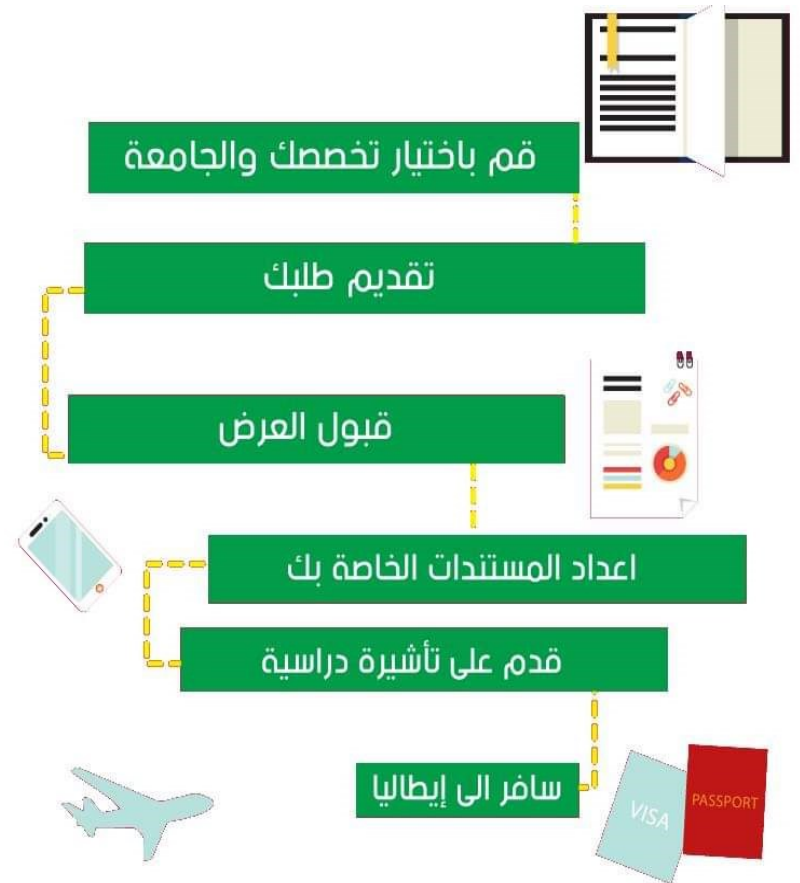 قم باختيار تخصصك والجامعة
تقديم طلبك
قبول العرض
اعداد المستندات الخاصة بك
قدم على تأشيرة دراسية
سافر الى إيطاليا
VISA
PASSPORT